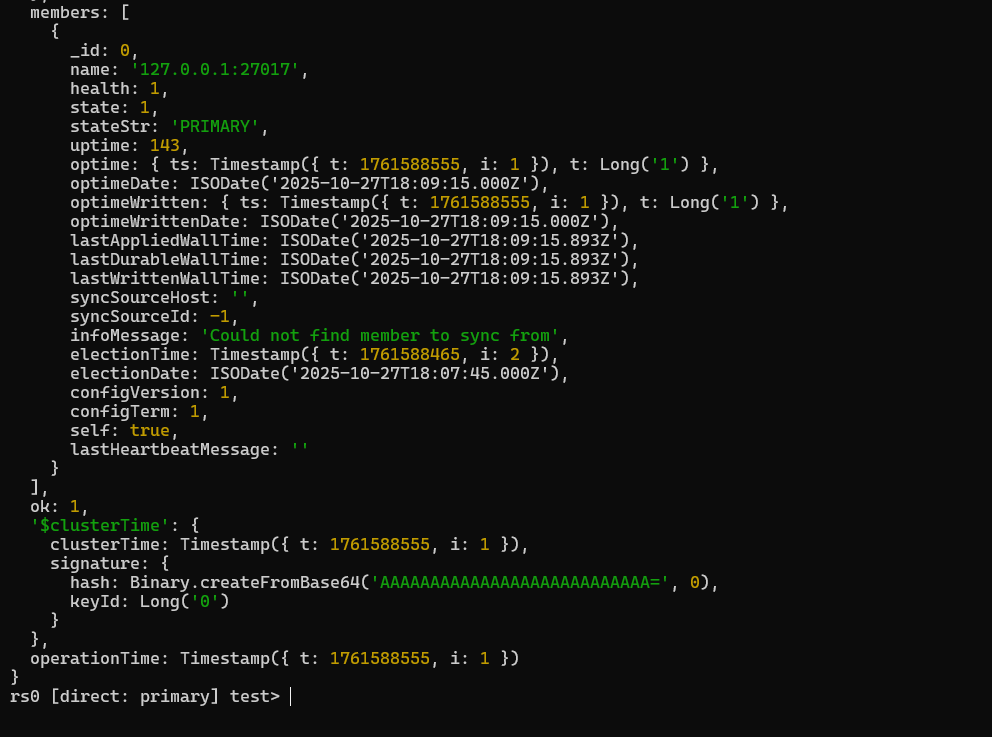 members: [
{
_id: 0,
name: '127.0.0.1:27017',
health: 1,
state: 1,
stateStr: 'PRIMARY',
uptime: 143,
optime: { ts: Timestamp({ t: 1761588555, i: 1 }), t: Long('1') },
optimeDate: ISODate('2025-10-27T18:09:15.000Z'),
optimeWritten: { ts: Timestamp({ t: 1761588555, i: 1 }), t: Long('1') },
optimeWrittenDate: ISODate('2025-10-27T18:09:15.000Z'),
lastAppliedWallTime: ISODate('2025-10-27T18:09:15.893Z'),
lastDurableWallTime: ISODate('2025-10-27T18:09:15.893Z'),
lastWrittenWallTime: ISODate('2025-10-27T18:09:15.893Z'),
syncSourceHost: '',
syncSourceId: -1,
infoMessage: 'Could not find member to sync from',
electionTime: Timestamp({ t: 1761588465, i: 2 }),
electionDate: ISODate('2025-10-27T18:07:45.000Z'),
configVersion: 1,
configTerm: 1,
self: true,
lastHeartbeatMessage: ''
}
],
ok: 1,
'$clusterTime': {
clusterTime: Timestamp({ t: 1761588555, i: 1 }),
signature: {
hash: Binary.createFromBase64('AAAAAAAAAAAAAAAAAAAAAAAAAAA=', 0),
keyId: Long('0')
}
},
operationTime: Timestamp({ t: 1761588555, i: 1 })
}
rs0 [direct: primary] test>